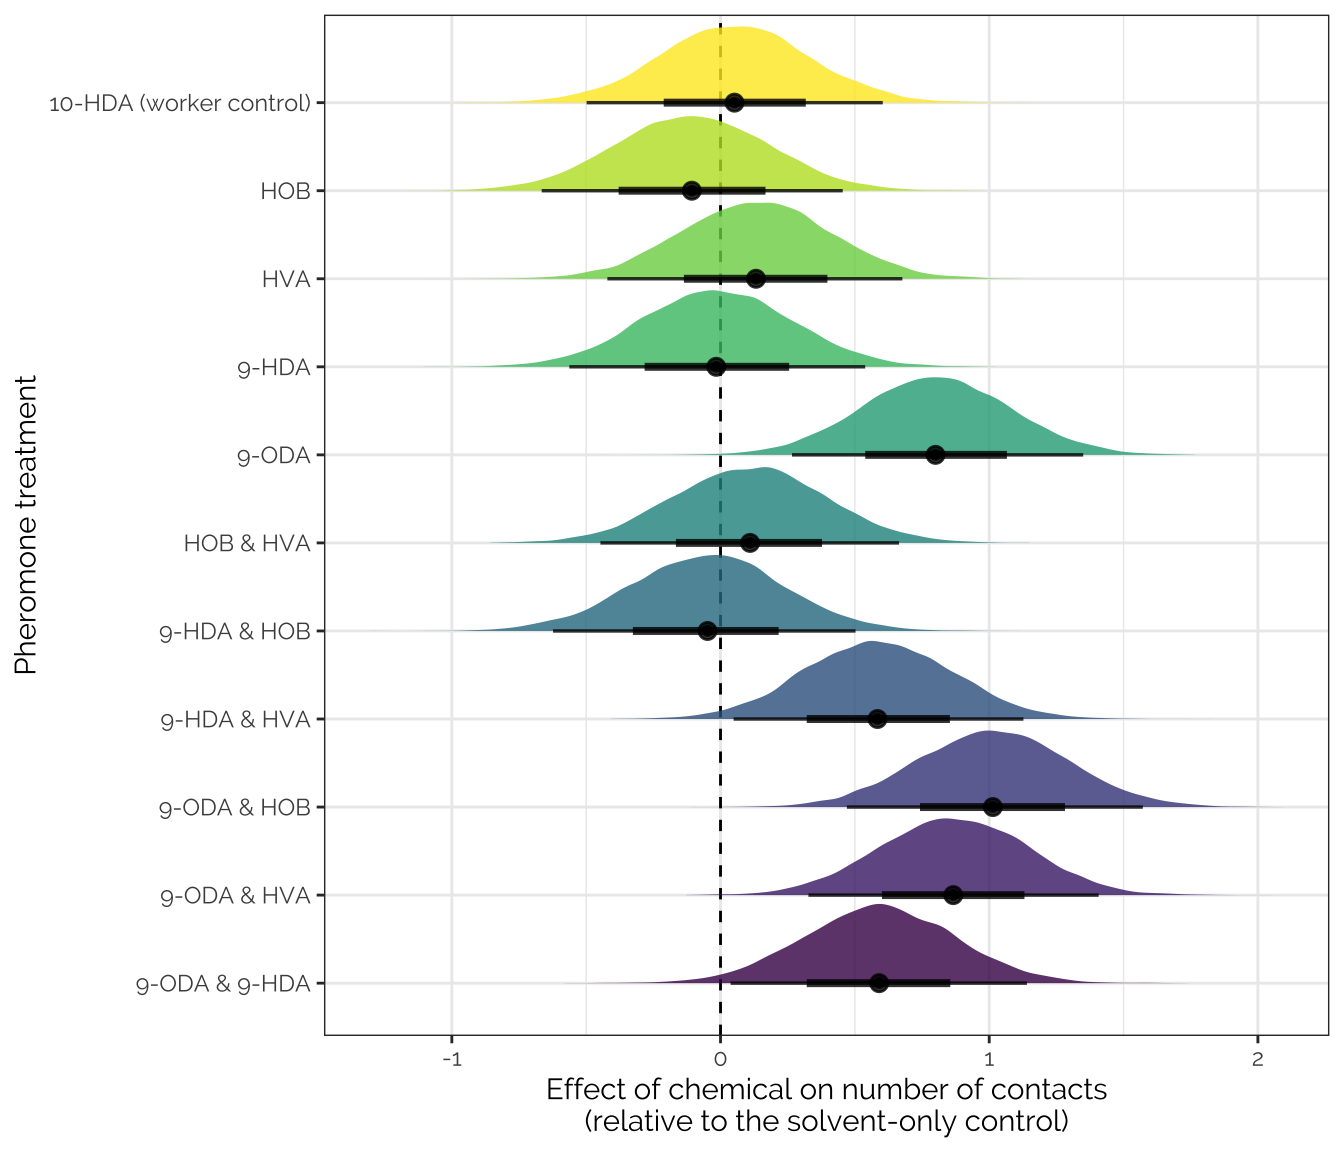 Pheromone treatment
10-HDA (worker control)
HOB
HVA
9-HDA
9-ODA
HOB & HVA
9-HDA & HOB
9-HDA & HVA
9-ODA & HOB
9-ODA & HVA
9-ODA & 9-HDA
-1 0 1 2
Effect of chemical on number of contacts
(relative to the solvent-only control)